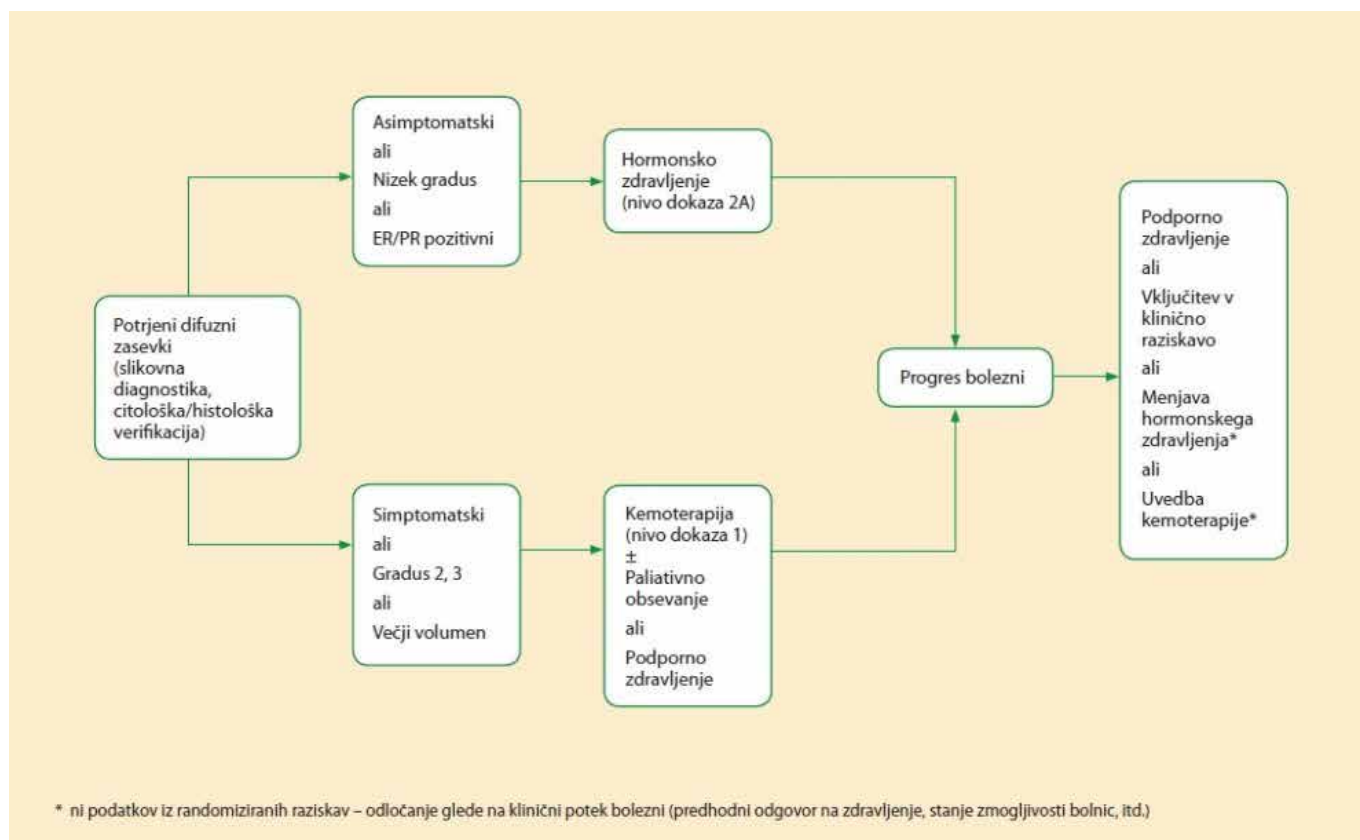 Asimptomatski
ali
Nizek gradus
ali
ER/PR pozitivni
Hormonsko
zdravljenje
(nivo dokaza 2A)
Potrjeni difuzni
zasevki
(slikovna
diagnostika,
citološka/histološka
verifikacija)
Simptomatski
ali
Gradus 2, 3
ali
Večji volumen
Kemoterapija
(nivo dokaza 1)
±
Paliativno
obsevanje
ali
Podporno
zdravljenje
Progres bolezni
Podporno
zdravljenje
ali
Vključitev v
klinično
raziskavo
ali
Menjava
hormonskega
zdravljenja*
ali
Uvedba
kemoterapije*
* ni podatkov iz randomiziranih raziskav – odločanje glede na klinični potek bolezni (predhodni odgovor na zdravljenje, stanje zmogljivosti bolnic, itd.)